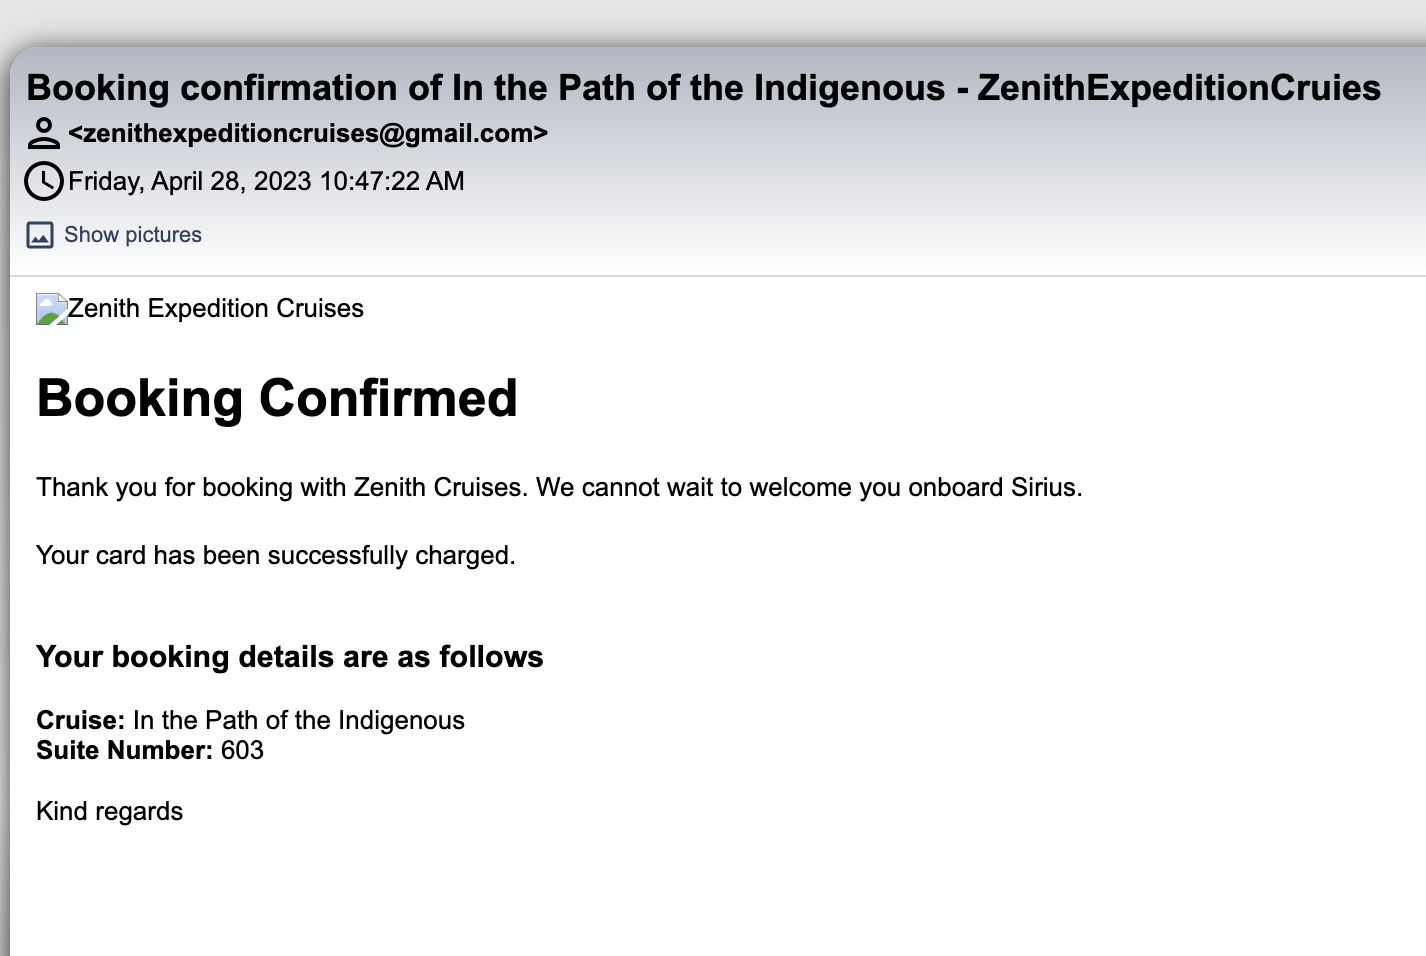 Booking confirmation of In the Path of the Indigenous - ZenithExpeditionCruies
<zenithexpeditioncruises@gmail.com>
Friday, April 28, 2023 10:47:22 AM
Show pictures
Zenith Expedition Cruises
Booking Confirmed
Thank you for booking with Zenith Cruises. We cannot wait to welcome you onboard Sirius.
Your card has been successfully charged.
Your booking details are as follows
Cruise: In the Path of the Indigenous
Suite Number: 603
Kind regards